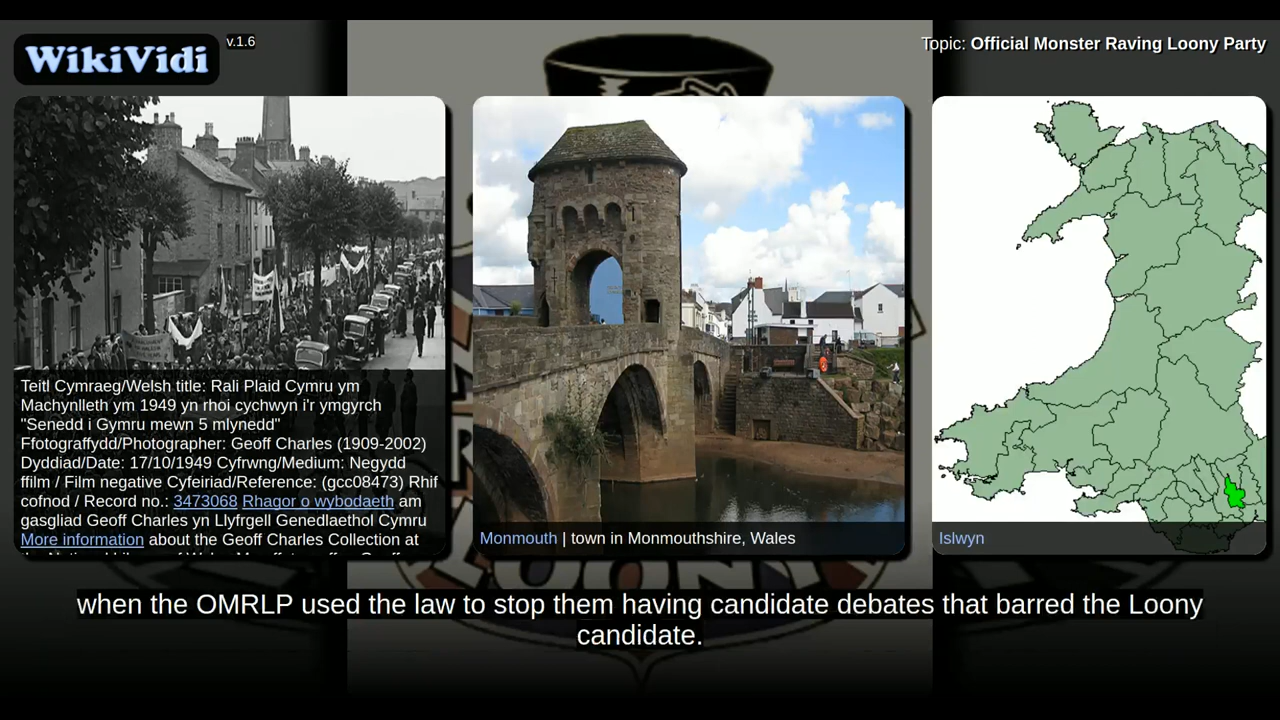 WikiVidi
v.1.6
Topic: Official Monster Raving Loony Party
Teitl Cymraeg/Welsh title: Rali Plaid Cymru ym
Machynlleth ym 1949 yn rhoi cychwyn i'r ymgyrch
"Senedd i Gymru mewn 5 mlynedd"
Ffotograffydd/Photographer: Geoff Charles (1909-2002)
Dyddiad/Date: 17/10/1949 Cyfrwng/Medium: Negydd
ffilm / Film negative Cyfeiriad/Reference: (gcc08473) Rhif
cofnod / Record no.: 3473068 Rhagor o wybodaeth am
gasgliad Geoff Charles yn Llyfrgell Genedlaethol Cymru
More information about the Geoff Charles Collection at
Monmouth | town in Monmouthshire, Wales
Islwyn
LOONY
when the OMRLP used the law to stop them having candidate debates that barred the Loony
candidate.